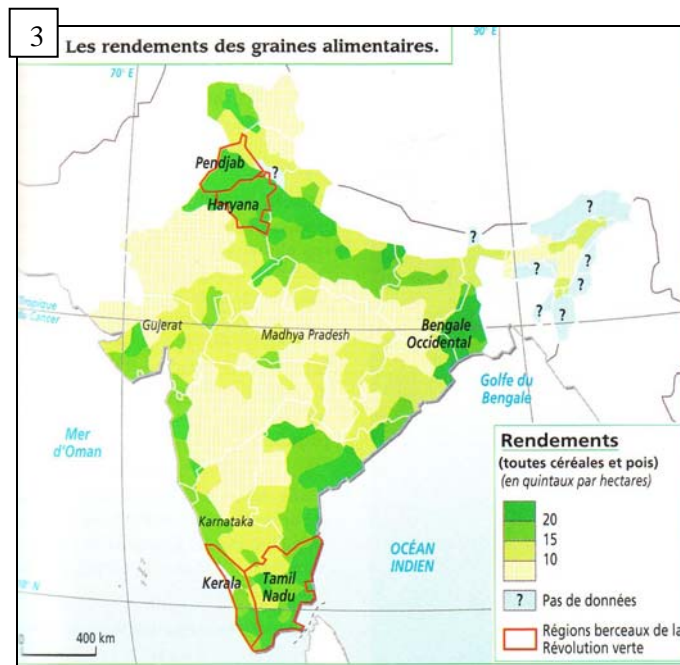 3
Les rendements des graines alimentaires.
70° E
90° E
Pendjab
?
Haryana
?
?
?
?
?
?
?
Tropique
du Cancer
Gujerat
Madhya Pradesh
Bengale
Occidental
Golfe du
Bengale
Mer
d'Oman
Rendements
(toutes céréales et pois)
(en quintaux par hectares)
20
15
10
Karnataka
OCÉAN
INDIEN
Kerala
Tamil
Nadu
° N
? Pas de données
Régions berceaux de la
Révolution verte
0 400 km